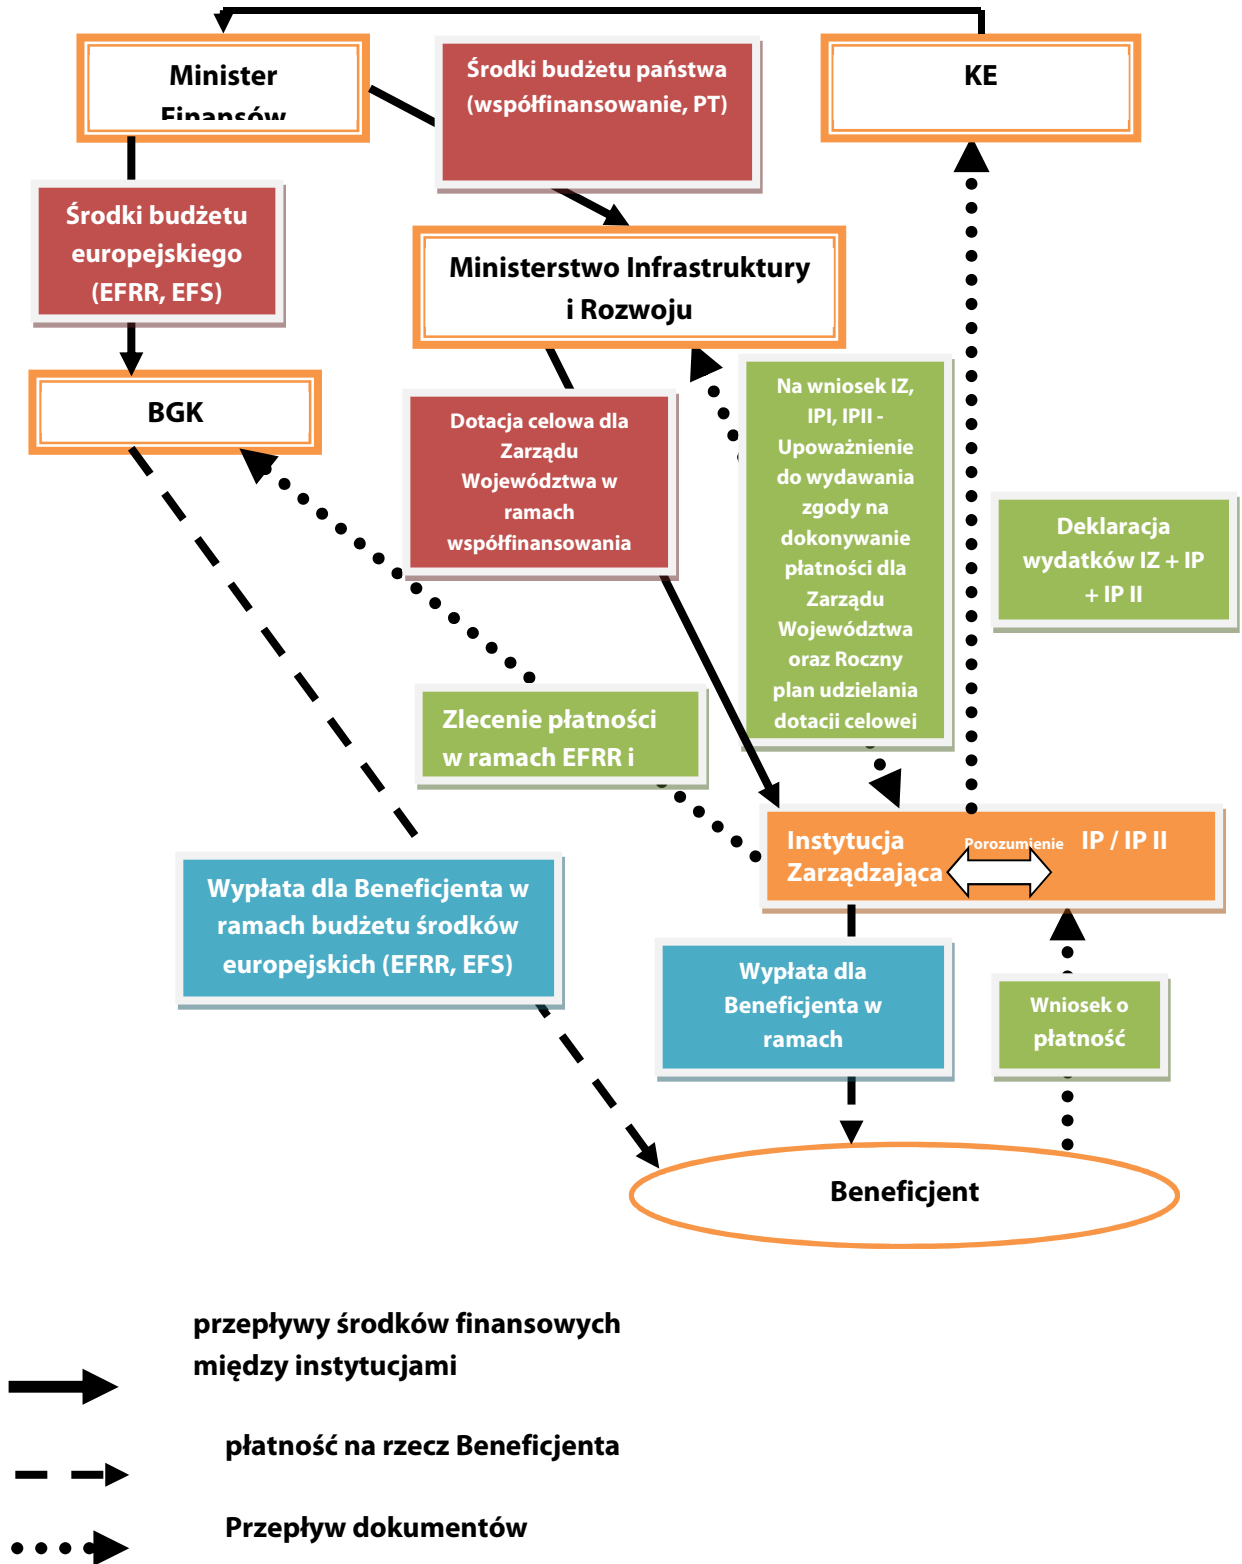 Minister
Finansów
Środki budżetu państwa
(współfinansowanie, PT)
KE
Środki budżetu
europejskiego
(EFRR, EFS)
Ministerstwo Infrastruktury
i Rozwoju
BGK
Dotacja celowa dla
Zarządu
Województwa w
ramach
współfinansowania
Na wniosek IZ,
IPI, IPII -
Upoważnienie
do wydawania
zgody na
dokonywanie
płatności dla
Zarządu
Województwa
oraz Roczny
plan udzielania
dotacji celowej
Deklaracja
wydatków IZ + IP
+ IP II
Zlecenie płatności
w ramach EFRR i
Instytucja
Zarządzająca
Porozumienie
IP / IP II
Wypłata dla Beneficjenta w
ramach budżetu środków
europejskich (EFRR, EFS)
Wypłata dla
Beneficjenta w
ramach
Wniosek o
płatność
Beneficjent
przepływy środków finansowych
między instytucjami
płatność na rzecz Beneficjenta
Przepływ dokumentów